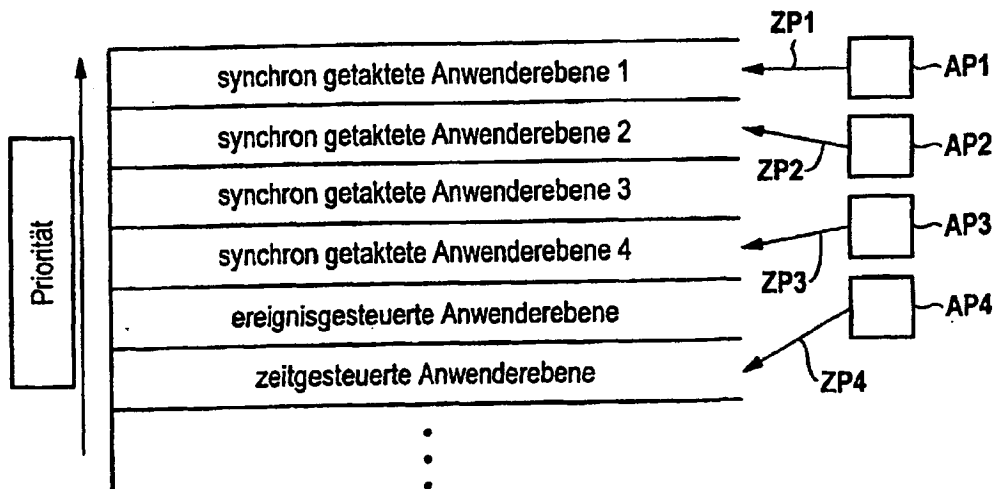 ZP1
synchron getaktete Anwenderebene 1
AP1
synchron getaktete Anwenderebene 2
AP2
ZP2
synchron getaktete Anwenderebene 3
AP3
synchron getaktete Anwenderebene 4
ZP3
Priorität
ereignisgesteuerte Anwenderebene
AP4
zeitgesteuerte Anwenderebene
ZP4